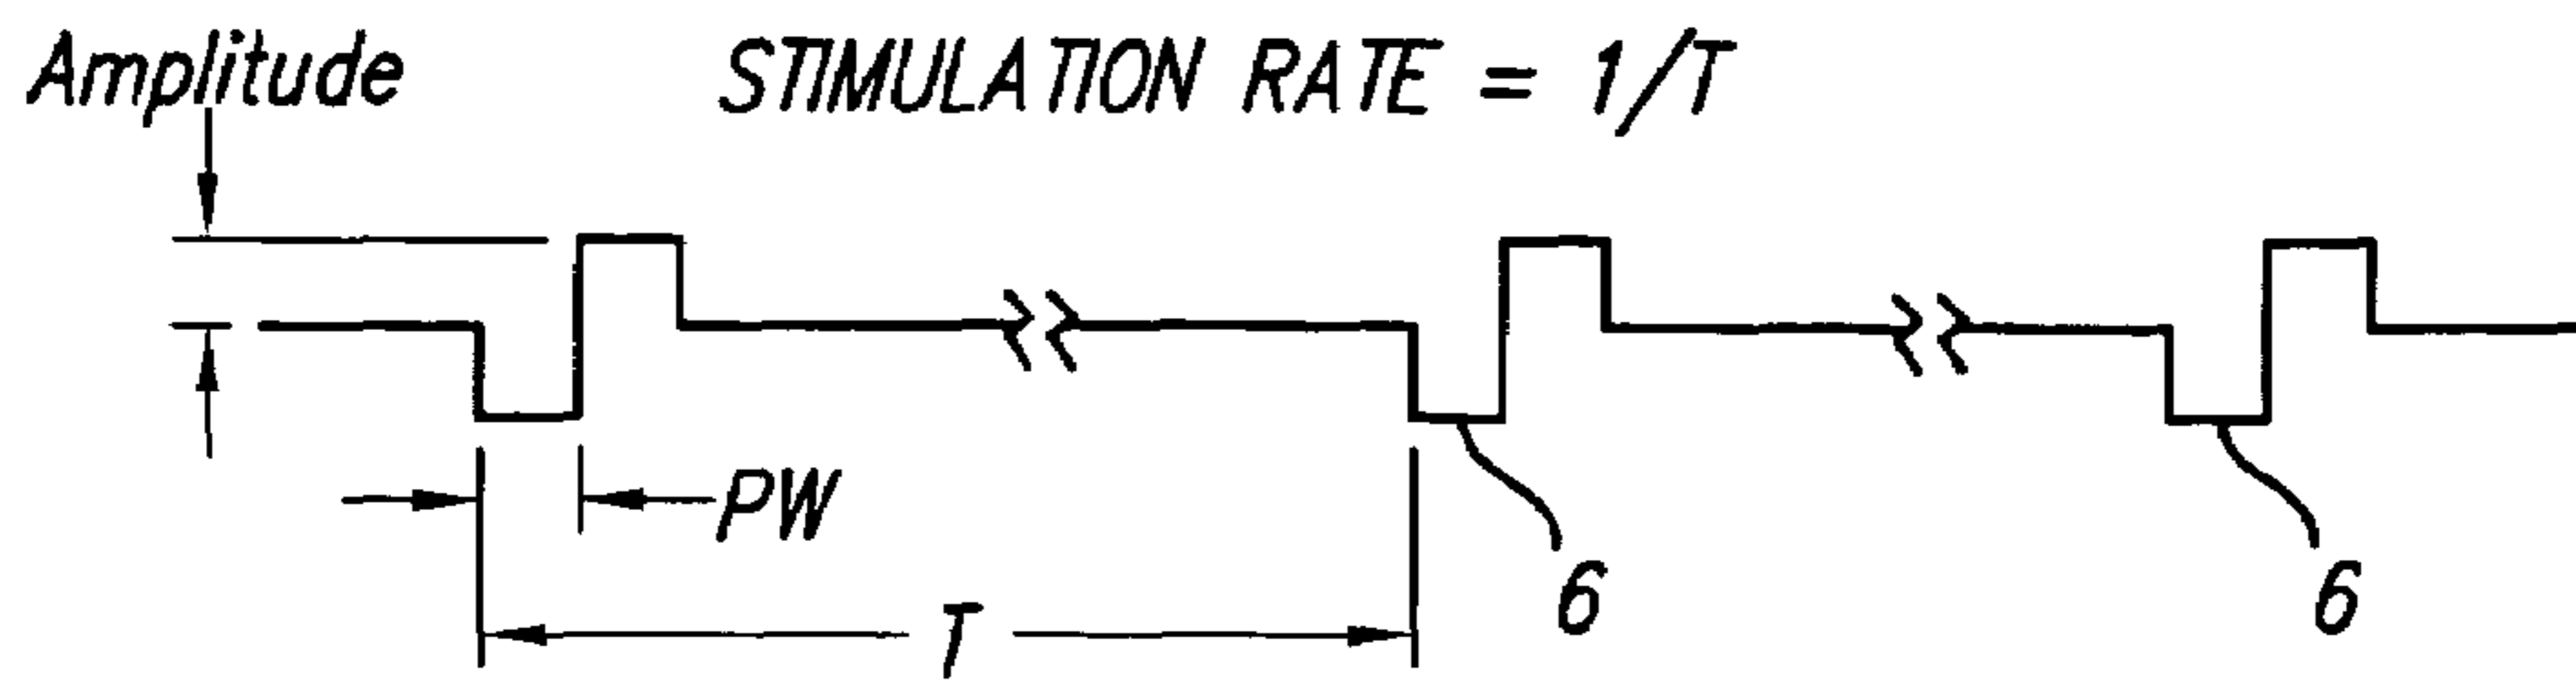 Amplitude
STIMULATION RATE = 1/T
PW
T
6
6